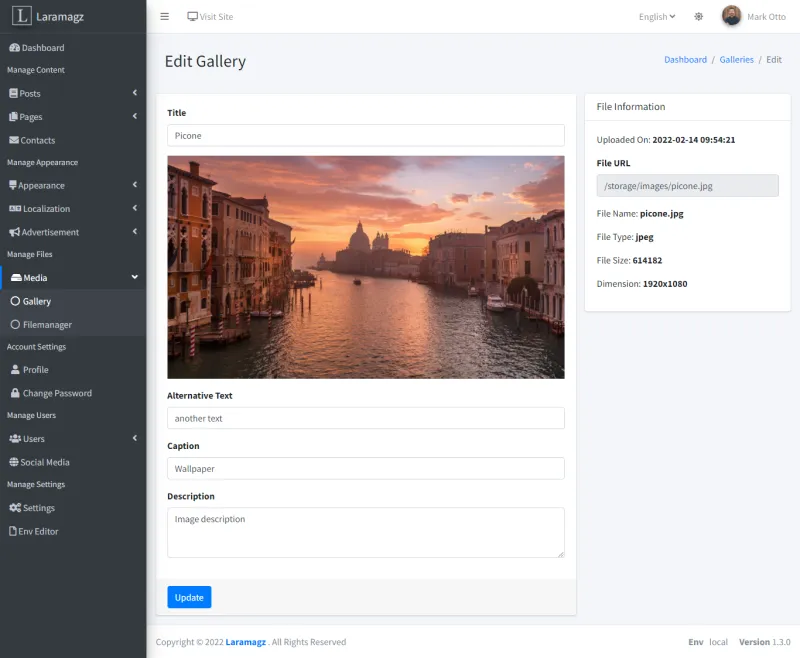 L Laramagz
Visit Site
English
Mark Otto
Dashboard
Manage Content
Posts
Pages
Contacts
Manage Appearance
Appearance
Localization
Advertisement
Manage Files
Media
Gallery
Filemanager
Account Settings
Profile
Change Password
Manage Users
Users
Social Media
Manage Settings
Settings
Env Editor
Edit Gallery
Dashboard / Galleries / Edit
Title
Picone
Alternative Text
another text
Caption
Wallpaper
Description
Image description
Update
File Information
Uploaded On: 2022-02-14 09:54:21
File URL
/storage/images/picone.jpg
File Name: picone.jpg
File Type: jpeg
File Size: 614182
Dimension: 1920x1080
Copyright © 2022 Laramagz . All Rights Reserved
Env local Version 1.3.0